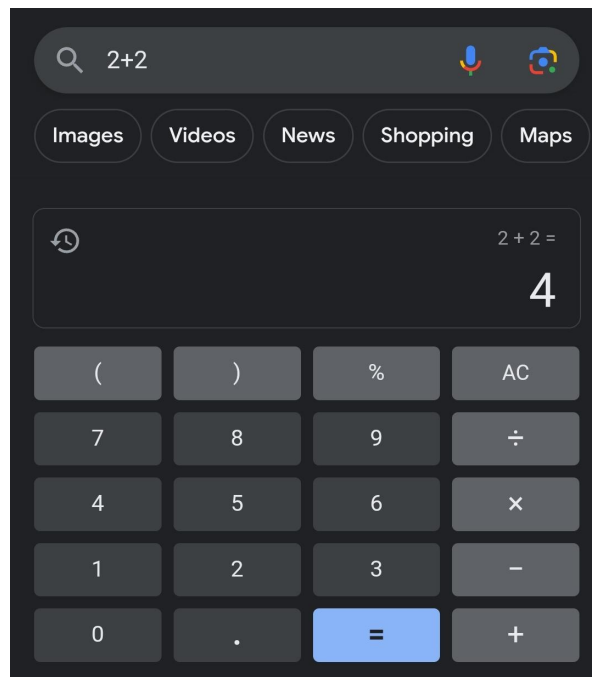 2+2
Images Videos News Shopping Maps
2 + 2 =
4
( ) % AC
7 8 9 ÷
4 5 6 ×
1 2 3 −
0 . = +